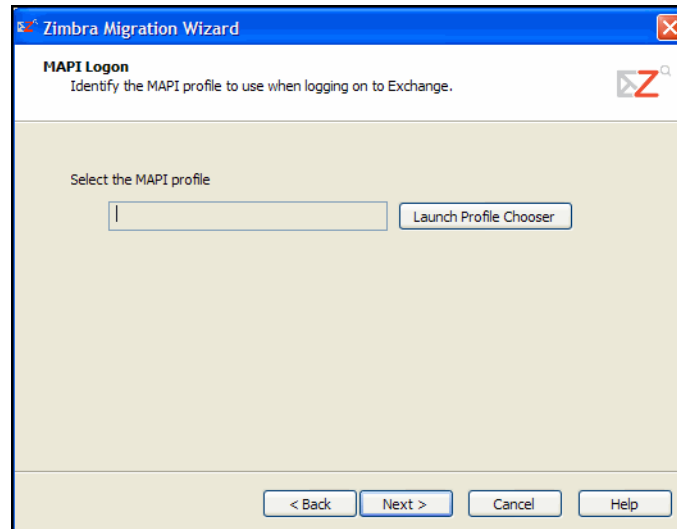 Zimbra Migration Wizard
MAPI Logon
Identify the MAPI profile to use when logging on to Exchange.
Select the MAPI profile
Launch Profile Chooser
< Back
Next >
Cancel
Help